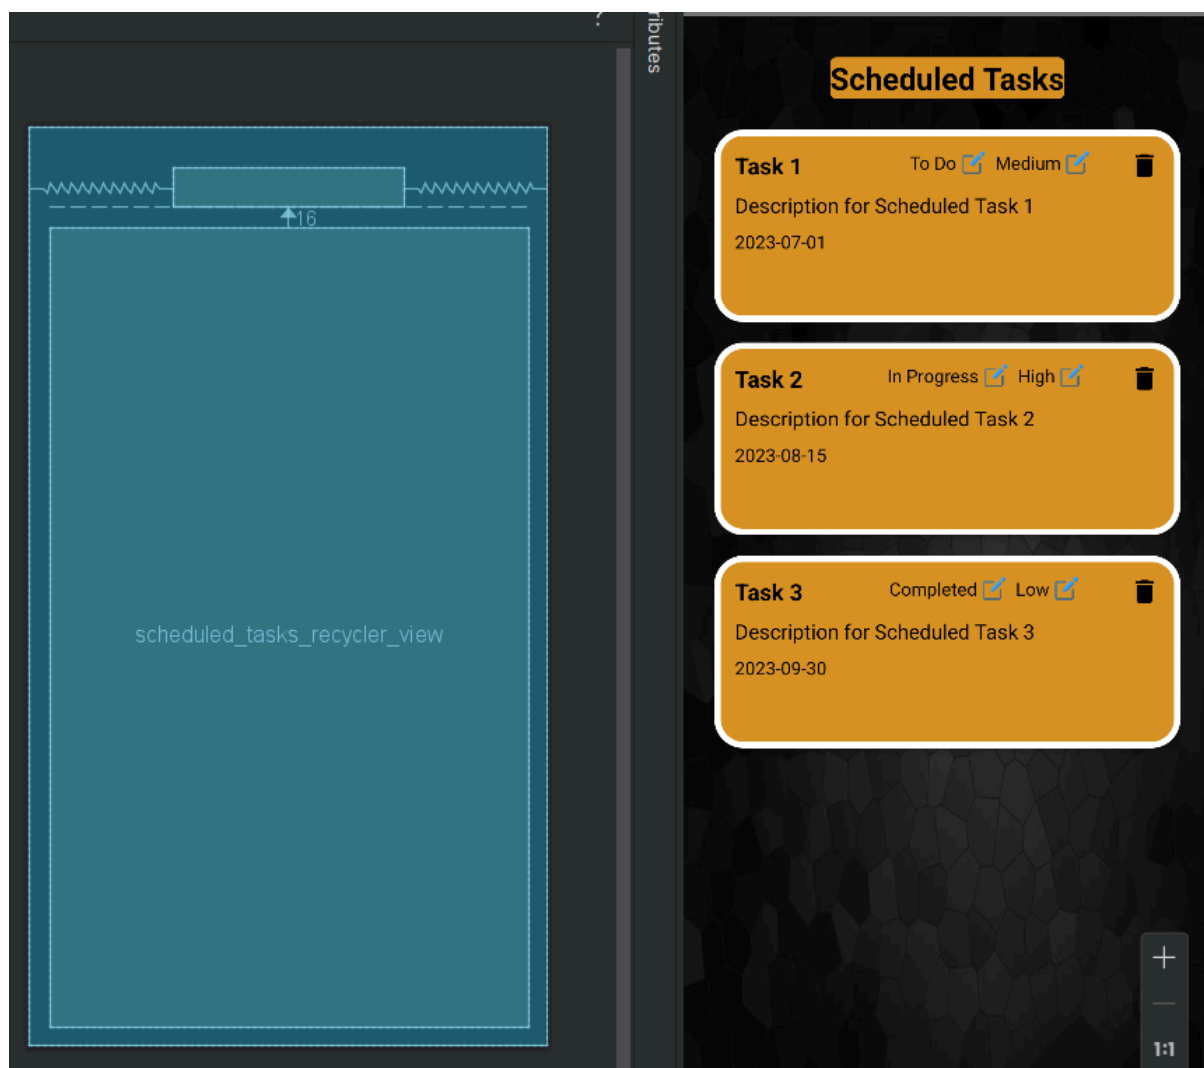 ?
ributes
16
scheduled_tasks_recycler_view
Scheduled Tasks
Task 1 To Do Medium
Description for Scheduled Task 1
2023-07-01
Task 2 In Progress High
Description for Scheduled Task 2
2023-08-15
Task 3 Completed Low
Description for Scheduled Task 3
2023-09-30
1:1